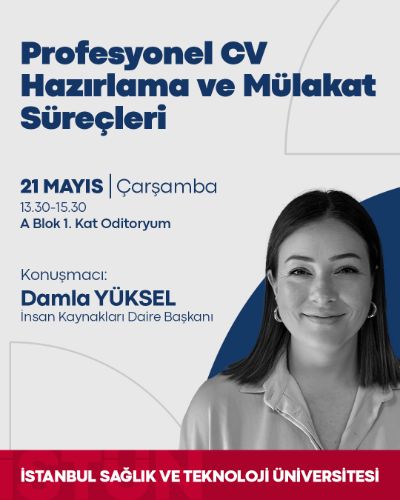 Profesyonel CV
Hazırlama ve Mülakat
Süreçleri
21 MAYIS | Çarşamba
13.30-15.30
A Blok 1. Kat Oditoryum
Konuşmacı:
Damla YÜKSEL
İnsan Kaynakları Daire Başkanı
İSTANBUL SAĞLIK VE TEKNOLOJİ ÜNİVERSİTESİ